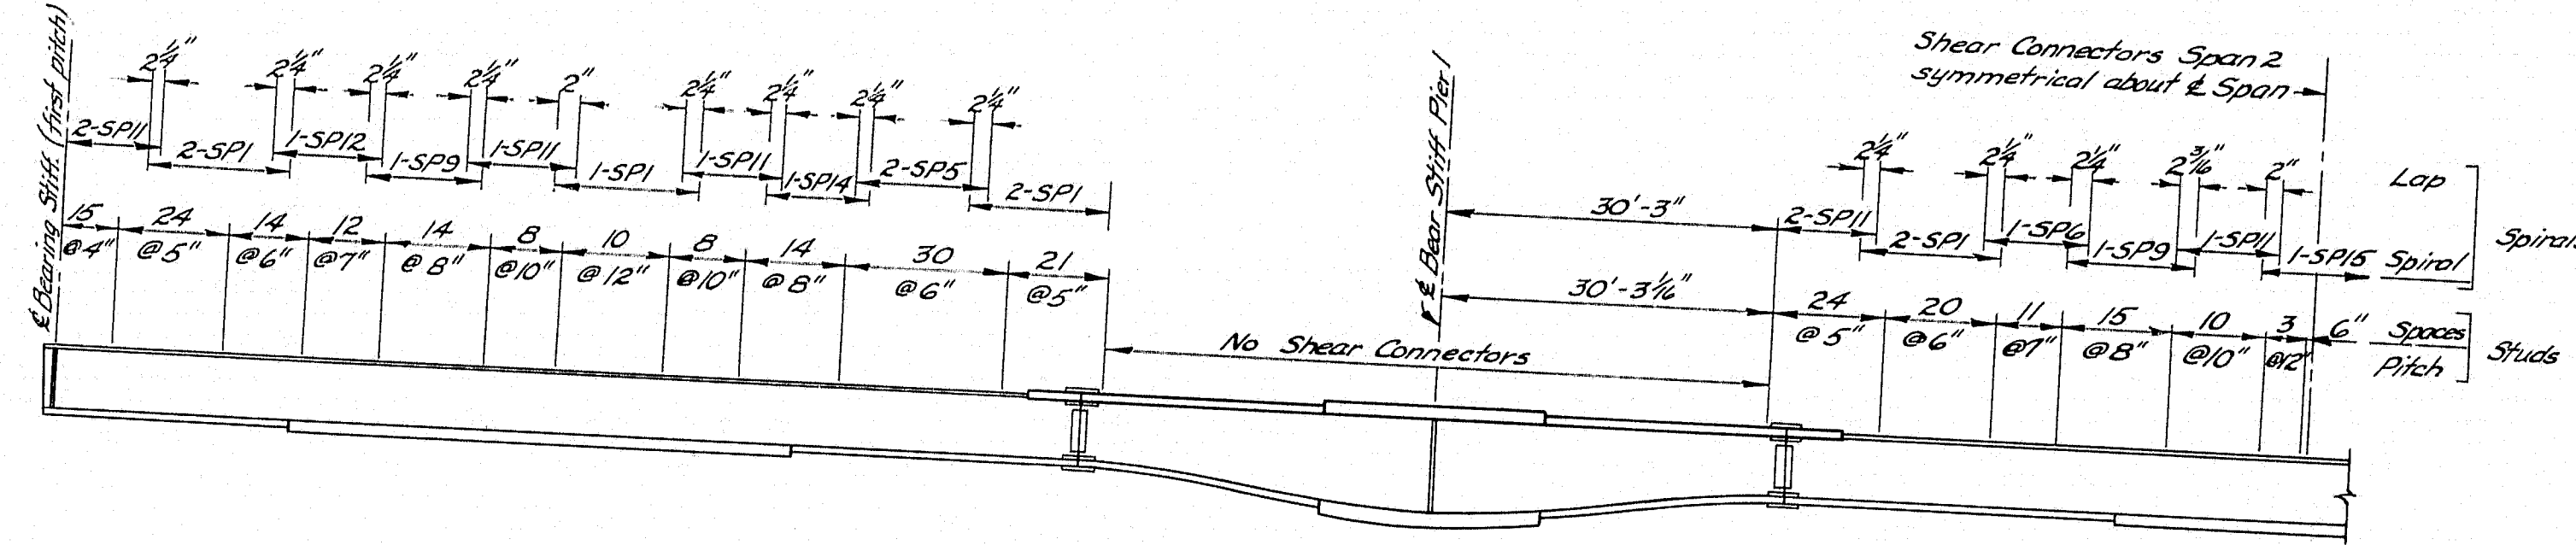 ℄ Bearing Stiff. (first pitch)
2¼" 2¼" 2¼" 2¼" 2" 2¼" 2¼" 2¼" 2¼"
2-SP11 2-SP1 1-SP12 1-SP9 1-SP11 1-SP1 1-SP11 1-SP14 2-SP5 2-SP1
15 24 14 12 14 8 10 8 14 30 21
@4" @5" @6" @7" @8" @10" @12" @10" @8" @6" @5"
℄ Bear Stiff Pier 1
Shear Connectors Span 2
symmetrical about ℄ Span
2¼" 2¼" 2¼" 2 3/16" 2" Lap
30'-3" 2-SP11 2-SP1 1-SP6 1-SP9 1-SP11 1-SP15 Spiral
Spiral
30'-3 1/16" 24 20 11 15 10 3 6" Spaces
@5" @6" @7" @8" @10" @12" Pitch
Studs
No Shear Connectors